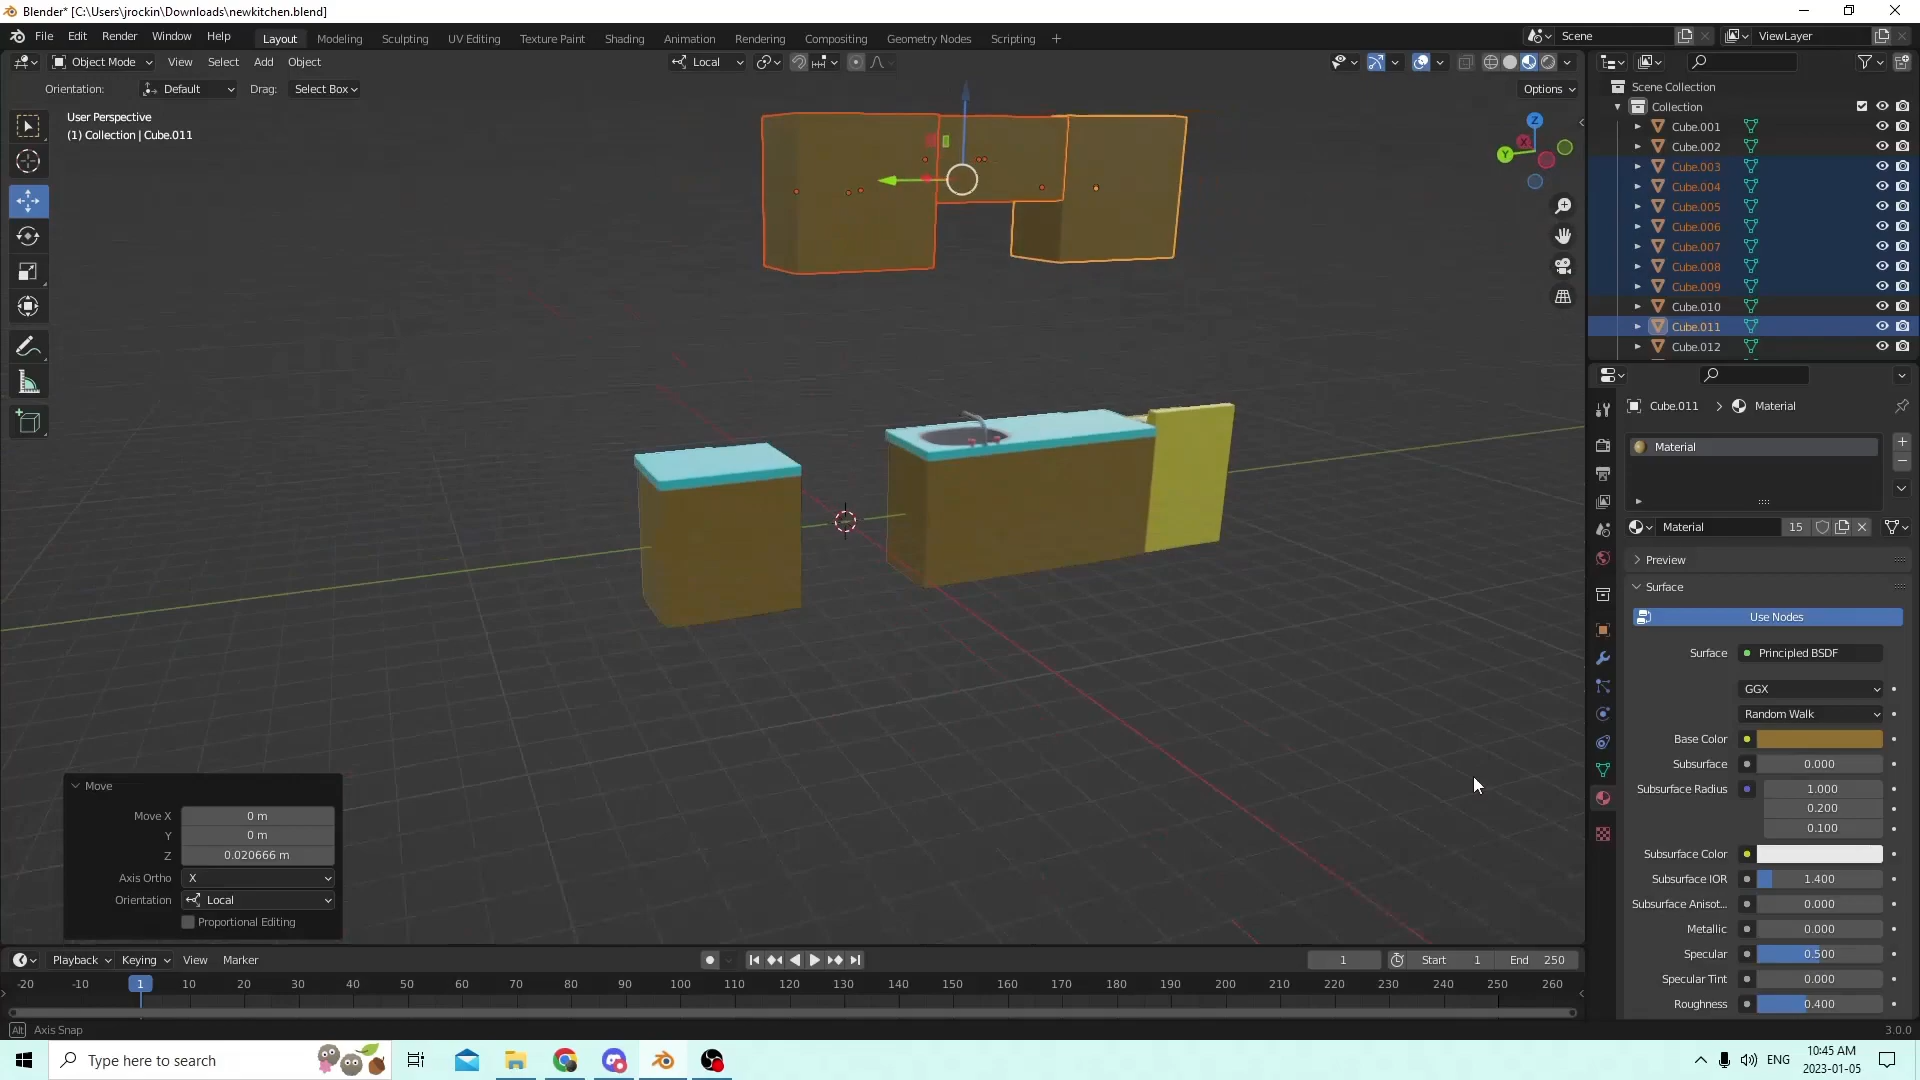 Blender* [C:\Users\jrockin\Downloads\newkitchen.blend]
File Edit Render Window Help
Layout Modeling Sculpting UV Editing Texture Paint Shading Animation Rendering Compositing Geometry Nodes Scripting +
Scene
ViewLayer
Object Mode View Select Add Object
Local
Orientation: Default Drag: Select Box
Options
User Perspective
(1) Collection | Cube.011
Z
X
Y
Scene Collection
Collection
Cube.001
Cube.002
Cube.003
Cube.004
Cube.005
Cube.006
Cube.007
Cube.008
Cube.009
Cube.010
Cube.011
Cube.012
Cube.011 > Material
Material
Material 15
Preview
Surface
Use Nodes
Surface Principled BSDF
GGX
Random Walk
Base Color
Subsurface 0.000
Subsurface Radius 1.000
0.200
0.100
Subsurface Color
Subsurface IOR 1.400
Subsurface Anisot... 0.000
Metallic 0.000
Specular 0.500
Specular Tint 0.000
Roughness 0.400
Move
Move X 0 m
Y 0 m
Z 0.020666 m
Axis Ortho X
Orientation Local
Proportional Editing
Playback Keying View Marker
1
Start 1 End 250
-20 -10 1 10 20 30 40 50 60 70 80 90 100 110 120 130 140 150 160 170 180 190 200 210 220 230 240 250 260
Alt Axis Snap
3.0.0
Type here to search
ENG
10:45 AM
2023-01-05